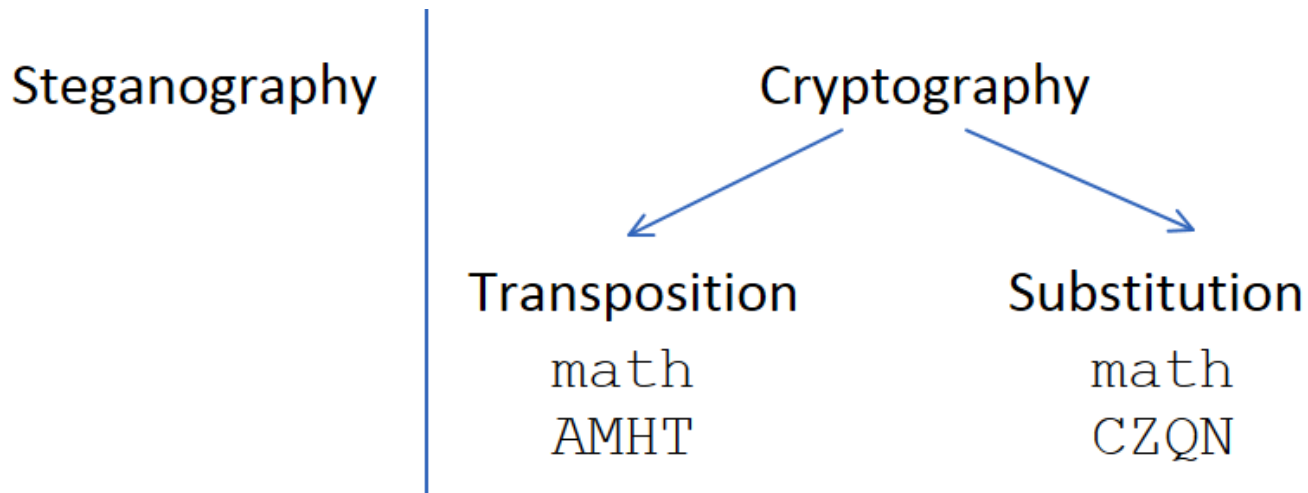 Steganography
Cryptography
Transposition
math
AMHT
Substitution
math
CZQN